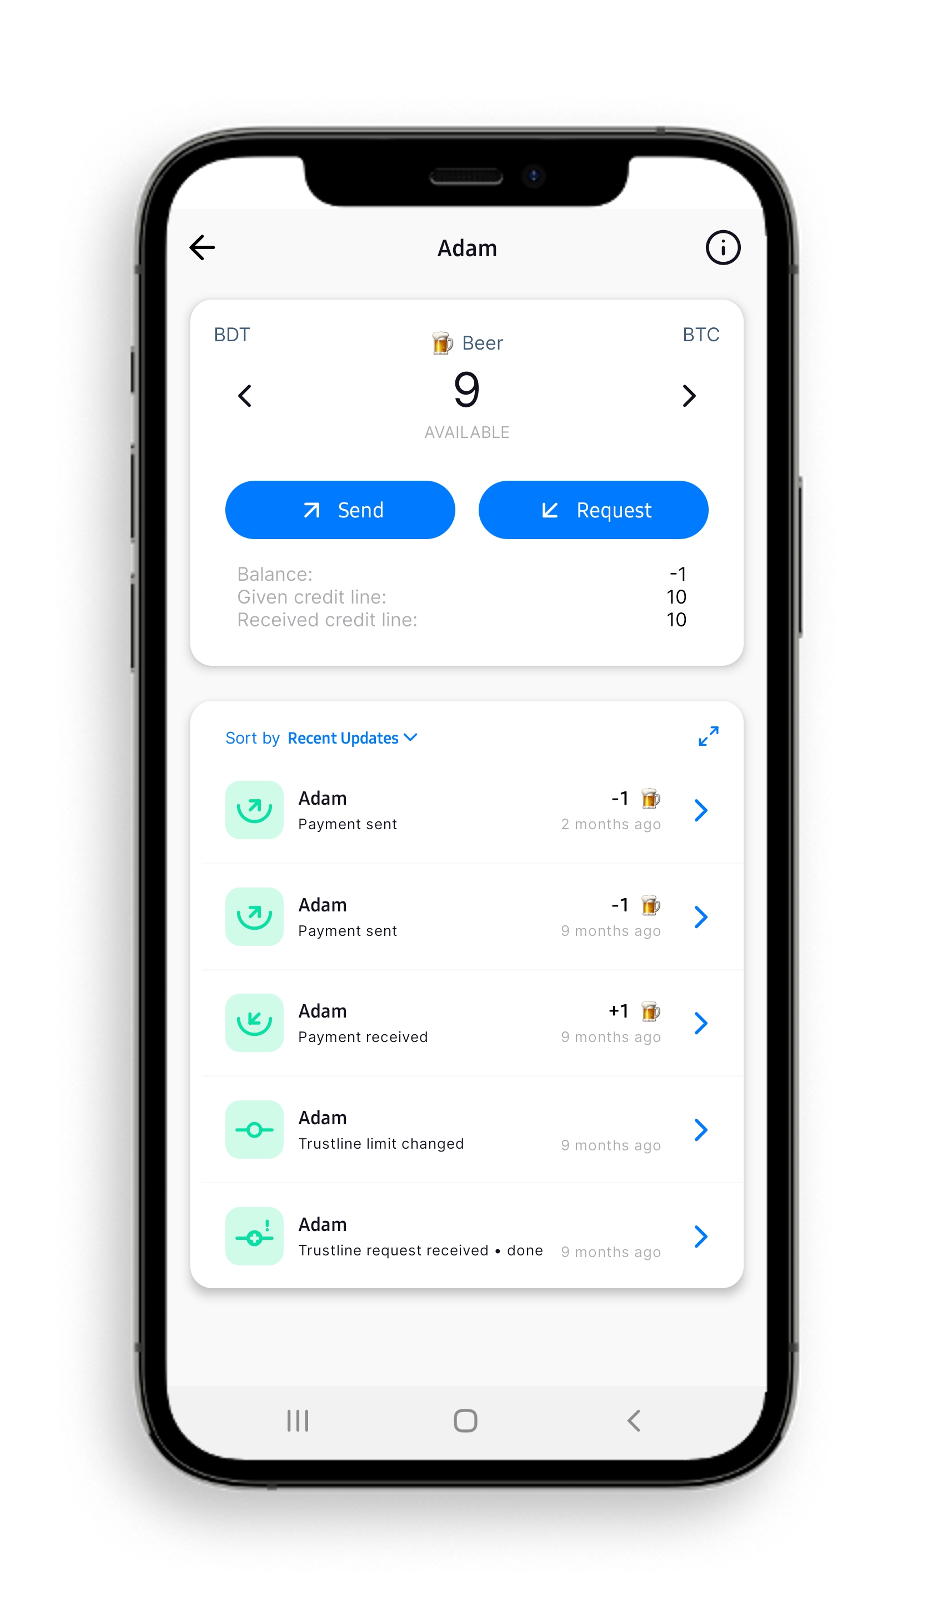 Adam
BDT
🍺 Beer
BTC
9
AVAILABLE
Send
Request
Balance: -1
Given credit line: 10
Received credit line: 10
Sort by Recent Updates
Adam -1 🍺
Payment sent 2 months ago
Adam -1 🍺
Payment sent 9 months ago
Adam +1 🍺
Payment received 9 months ago
Adam
Trustline limit changed 9 months ago
Adam
Trustline request received • done 9 months ago